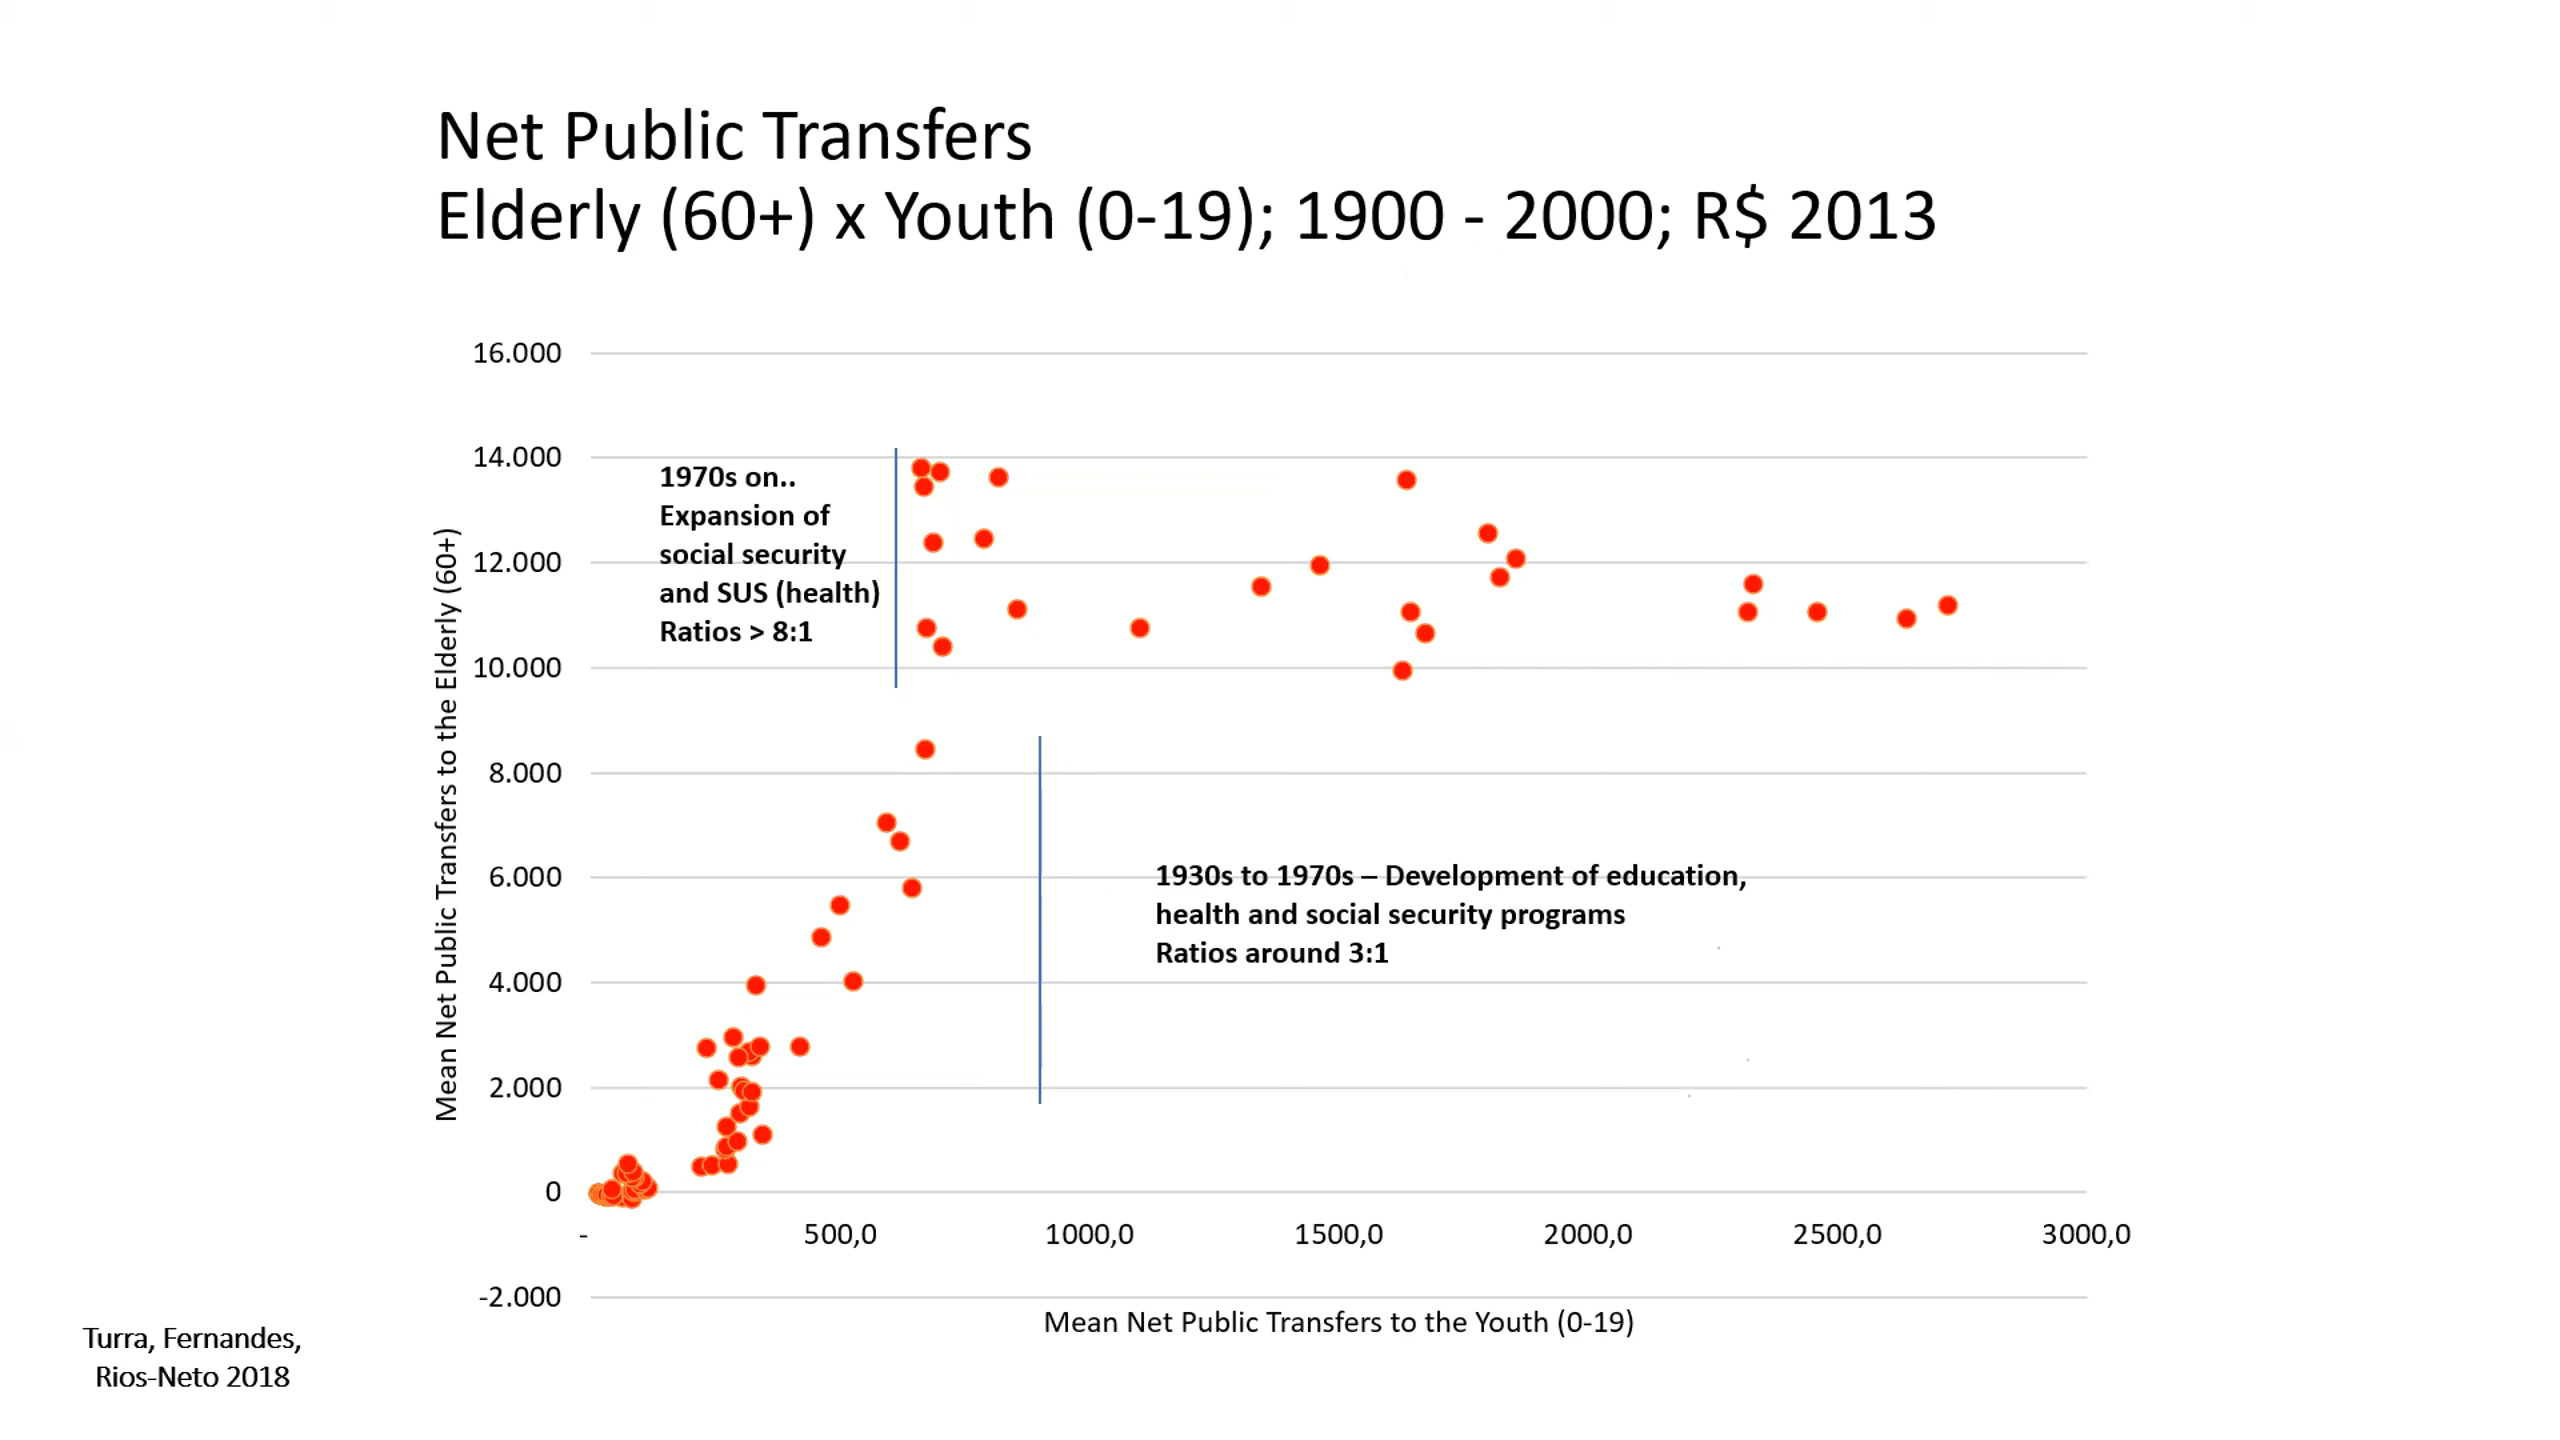 Net Public Transfers
Elderly (60+) x Youth (0-19); 1900 - 2000; R$ 2013
16.000
14.000
12.000
10.000
8.000
6.000
4.000
2.000
0
-2.000
Mean Net Public Transfers to the Elderly (60+)
1970s on..
Expansion of
social security
and SUS (health)
Ratios > 8:1
1930s to 1970s – Development of education,
health and social security programs
Ratios around 3:1
- 500,0 1000,0 1500,0 2000,0 2500,0 3000,0
Mean Net Public Transfers to the Youth (0-19)
Turra, Fernandes,
Rios-Neto 2018